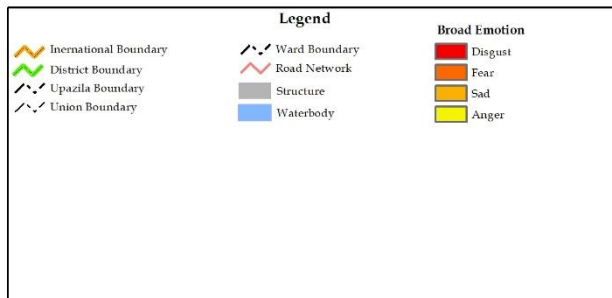 Legend
Inernational Boundary
District Boundary
Upazila Boundary
Union Boundary
Ward Boundary
Road Network
Structure
Waterbody
Broad Emotion
Disgust
Fear
Sad
Anger